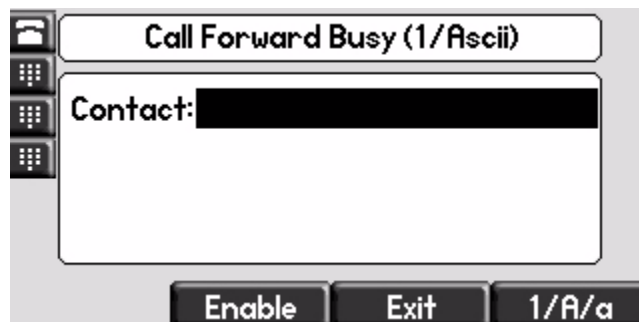 Call Forward Busy (1/Ascii)
Contact:
Enable Exit 1/A/a